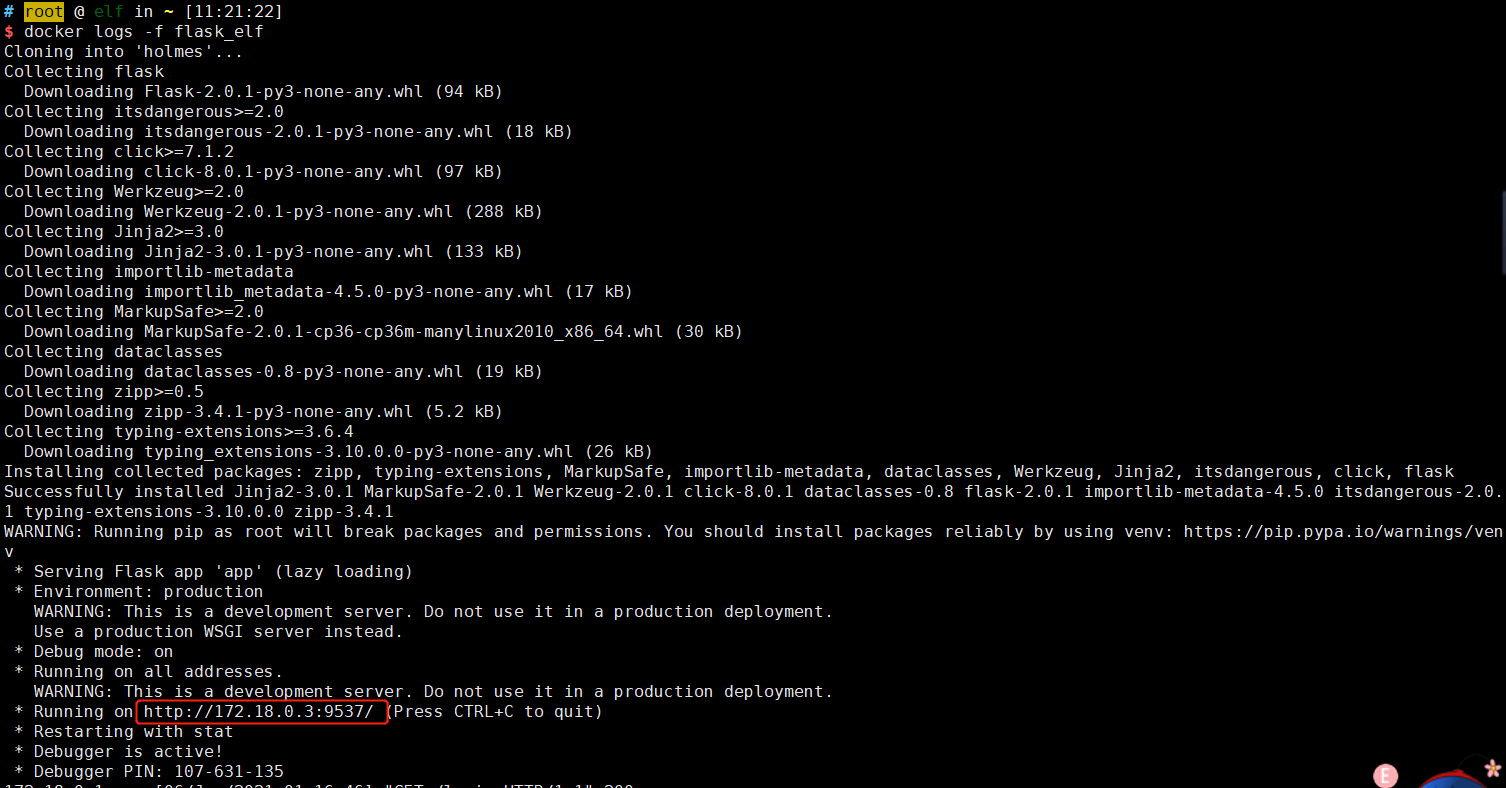 # root @ elf in ~ [11:21:22]
$ docker logs -f flask_elf
Cloning into 'holmes'...
Collecting flask
  Downloading Flask-2.0.1-py3-none-any.whl (94 kB)
Collecting itsdangerous>=2.0
  Downloading itsdangerous-2.0.1-py3-none-any.whl (18 kB)
Collecting click>=7.1.2
  Downloading click-8.0.1-py3-none-any.whl (97 kB)
Collecting Werkzeug>=2.0
  Downloading Werkzeug-2.0.1-py3-none-any.whl (288 kB)
Collecting Jinja2>=3.0
  Downloading Jinja2-3.0.1-py3-none-any.whl (133 kB)
Collecting importlib-metadata
  Downloading importlib_metadata-4.5.0-py3-none-any.whl (17 kB)
Collecting MarkupSafe>=2.0
  Downloading MarkupSafe-2.0.1-cp36-cp36m-manylinux2010_x86_64.whl (30 kB)
Collecting dataclasses
  Downloading dataclasses-0.8-py3-none-any.whl (19 kB)
Collecting zipp>=0.5
  Downloading zipp-3.4.1-py3-none-any.whl (5.2 kB)
Collecting typing-extensions>=3.6.4
  Downloading typing_extensions-3.10.0.0-py3-none-any.whl (26 kB)
Installing collected packages: zipp, typing-extensions, MarkupSafe, importlib-metadata, dataclasses, Werkzeug, Jinja2, itsdangerous, click, flask
Successfully installed Jinja2-3.0.1 MarkupSafe-2.0.1 Werkzeug-2.0.1 click-8.0.1 dataclasses-0.8 flask-2.0.1 importlib-metadata-4.5.0 itsdangerous-2.0.
1 typing-extensions-3.10.0.0 zipp-3.4.1
WARNING: Running pip as root will break packages and permissions. You should install packages reliably by using venv: https://pip.pypa.io/warnings/ven
v
 * Serving Flask app 'app' (lazy loading)
 * Environment: production
   WARNING: This is a development server. Do not use it in a production deployment.
   Use a production WSGI server instead.
 * Debug mode: on
 * Running on all addresses.
   WARNING: This is a development server. Do not use it in a production deployment.
 * Running on http://172.18.0.3:9537/ (Press CTRL+C to quit)
 * Restarting with stat
 * Debugger is active!
 * Debugger PIN: 107-631-135
E